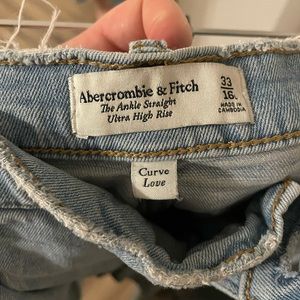 Abercrombie & Fitch
The Ankle Straight
Ultra High Rise
33
16L
MADE IN
CAMBODIA
Curve
Love